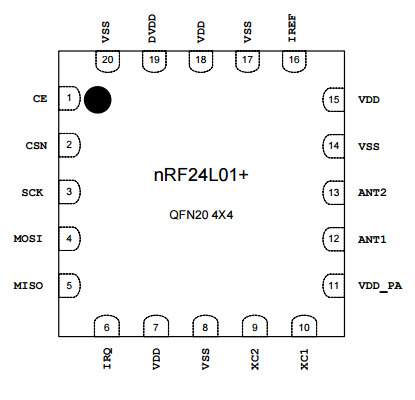 VSS DVDD VDD VSS IREF
20 19 18 17 16
CE 1 15 VDD
CSN 2 14 VSS
nRF24L01+
SCK 3 13 ANT2
QFN20 4X4
MOSI 4 12 ANT1
MISO 5 11 VDD_PA
6 7 8 9 10
IRQ VDD VSS XC2 XC1